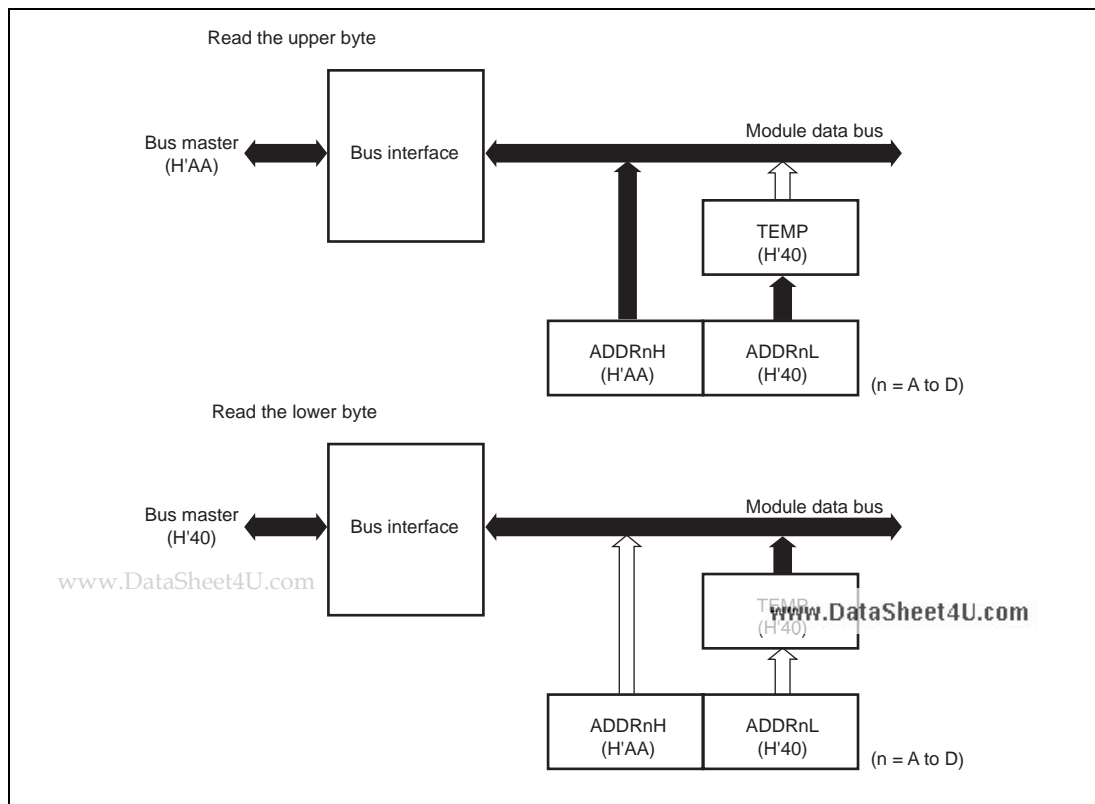 Read the upper byte
Bus master
(H'AA)
Bus interface
Module data bus
TEMP
(H'40)
ADDRnH
(H'AA)
ADDRnL
(H'40)
(n = A to D)
Read the lower byte
Bus master
(H'40)
Bus interface
Module data bus
www.DataSheet4U.com
TEMP
www.DataSheet4U.com
(H'40)
ADDRnH
(H'AA)
ADDRnL
(H'40)
(n = A to D)